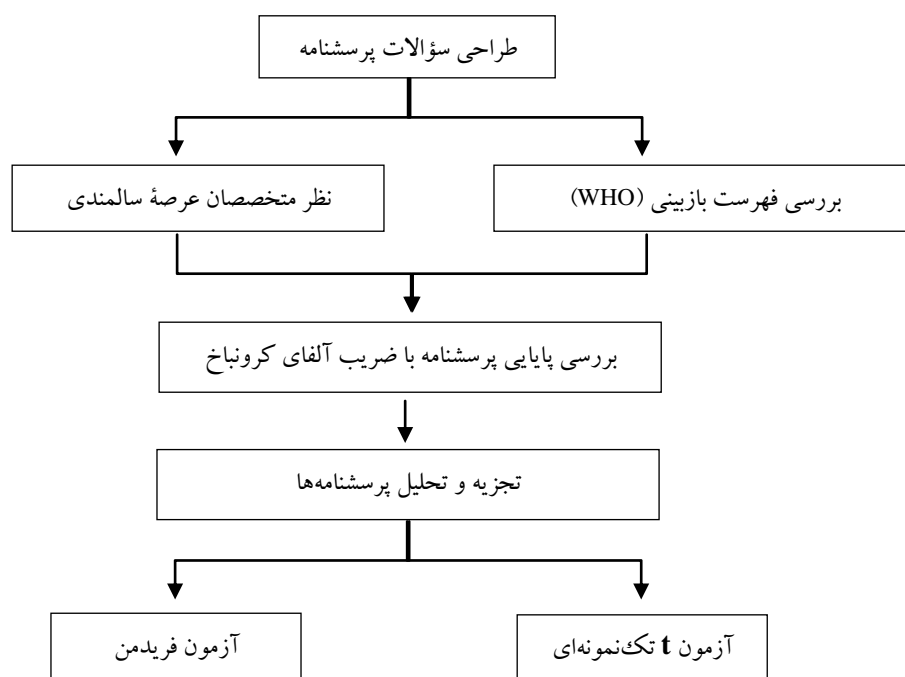 طراحی سؤالات پرسشنامه
بررسی فهرست بازبینی (WHO)
نظر متخصصان عرصهٔ سالمندی
بررسی پایایی پرسشنامه با ضریب آلفای کرونباخ
تجزیه و تحلیل پرسشنامه‌ها
آزمون t تک‌نمونه‌ای
آزمون فریدمن